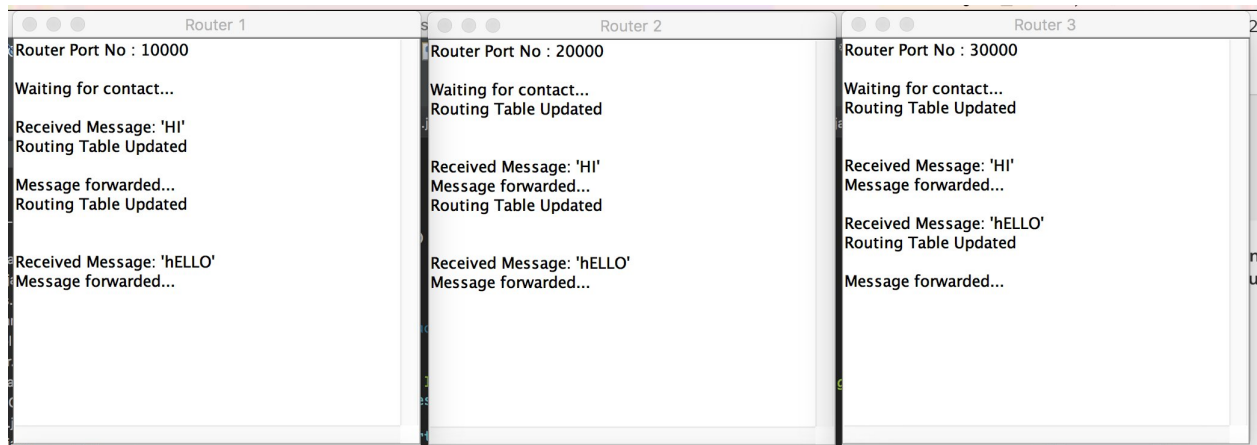 Router 1
Router Port No : 10000
Waiting for contact...
Received Message: 'HI'
Routing Table Updated
Message forwarded...
Routing Table Updated
Received Message: 'hELLO'
Message forwarded...
Router 2
Router Port No : 20000
Waiting for contact...
Routing Table Updated
Received Message: 'HI'
Message forwarded...
Routing Table Updated
Received Message: 'hELLO'
Message forwarded...
Router 3
Router Port No : 30000
Waiting for contact...
Routing Table Updated
Received Message: 'HI'
Message forwarded...
Received Message: 'hELLO'
Routing Table Updated
Message forwarded...